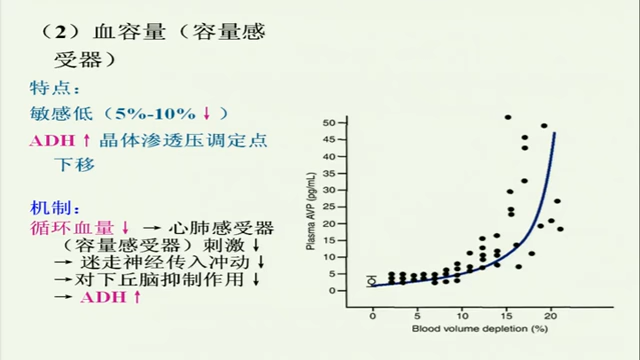 （2）血容量（容量感
受器）
特点：
敏感低（5%-10%↓）
ADH↑晶体渗透压调定点
下移
机制：
循环血量↓ → 心肺感受器
（容量感受器）刺激↓
→ 迷走神经传入冲动↓
→对下丘脑抑制作用↓
→ ADH↑
Plasma AVP (pg/mL)
50
45
40
35
30
25
20
15
10
5
0
0 5 10 15 20
Blood volume depletion (%)